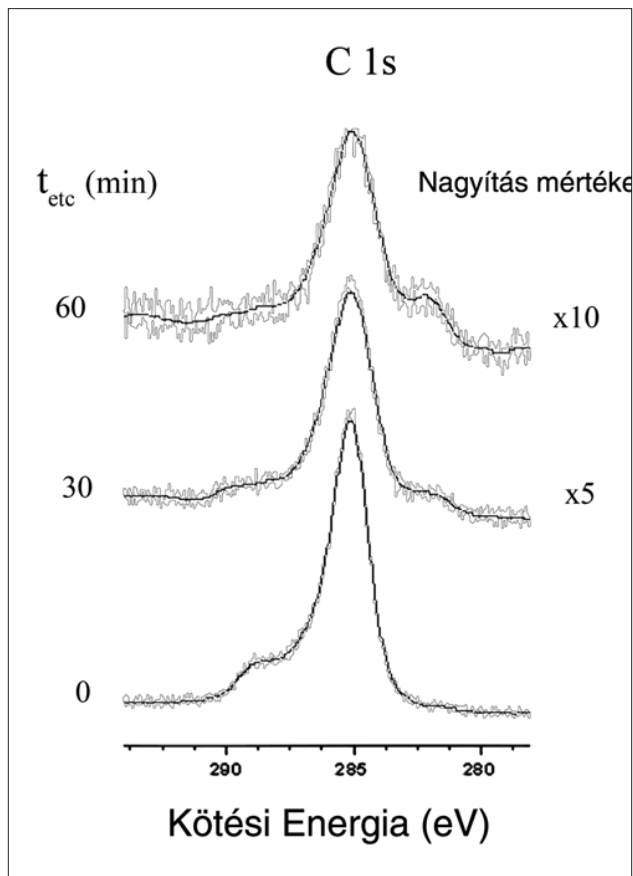 C 1s
t_etc (min)
Nagyítás mértéke
60
x10
30
x5
0
290 285 280
Kötési Energia (eV)